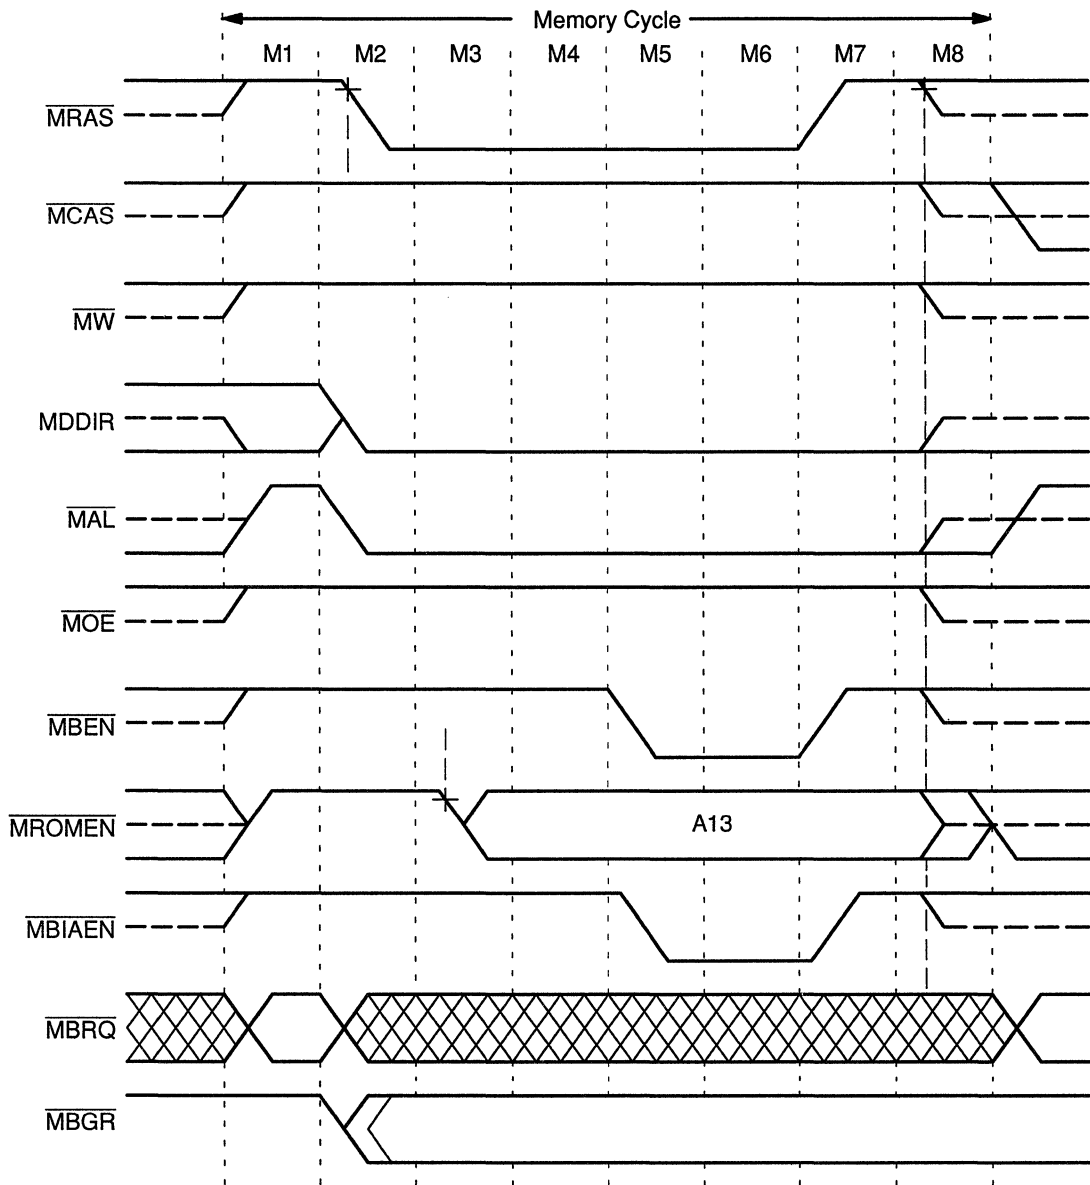 Memory Cycle
M1 M2 M3 M4 M5 M6 M7 M8
MRAS
MCAS
MW
MDDIR
MAL
MOE
MBEN
MROMEN
A13
MBIAEN
MBRQ
MBGR